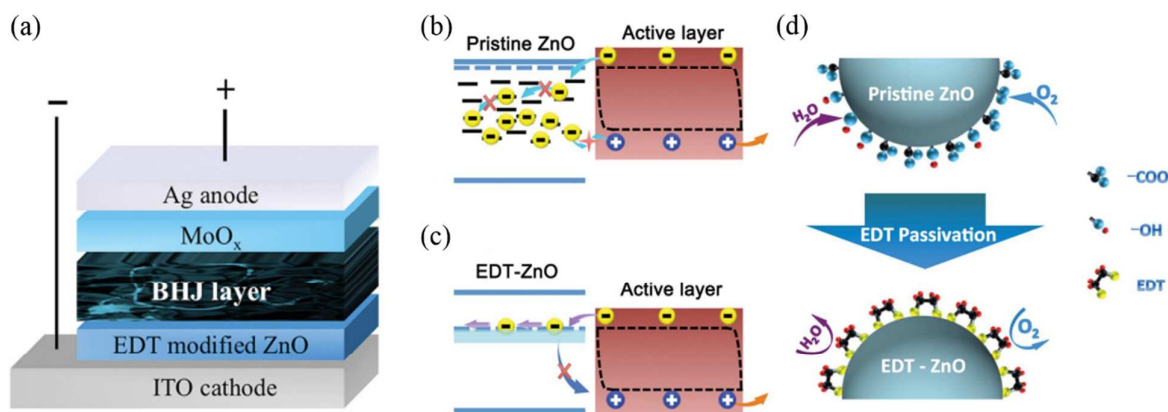 (a)
−
+
Ag anode
MoOₓ
BHJ layer
EDT modified ZnO
ITO cathode
(b)
Pristine ZnO
Active layer
(c)
EDT-ZnO
Active layer
(d)
Pristine ZnO
H₂O
O₂
EDT Passivation
H₂O
O₂
EDT - ZnO
–COO
–OH
EDT